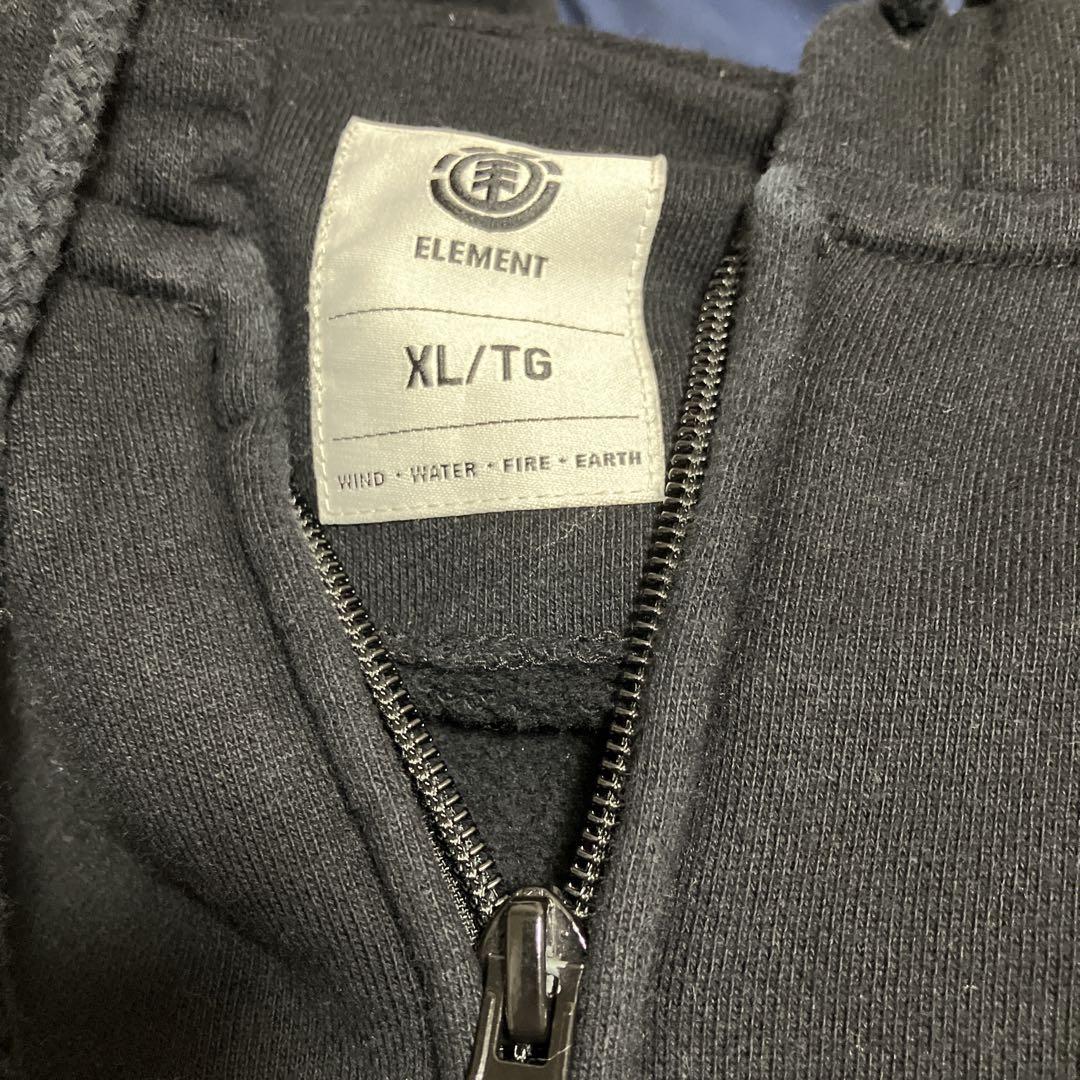 ELEMENT
XL/TG
WIND • WATER • FIRE • EARTH